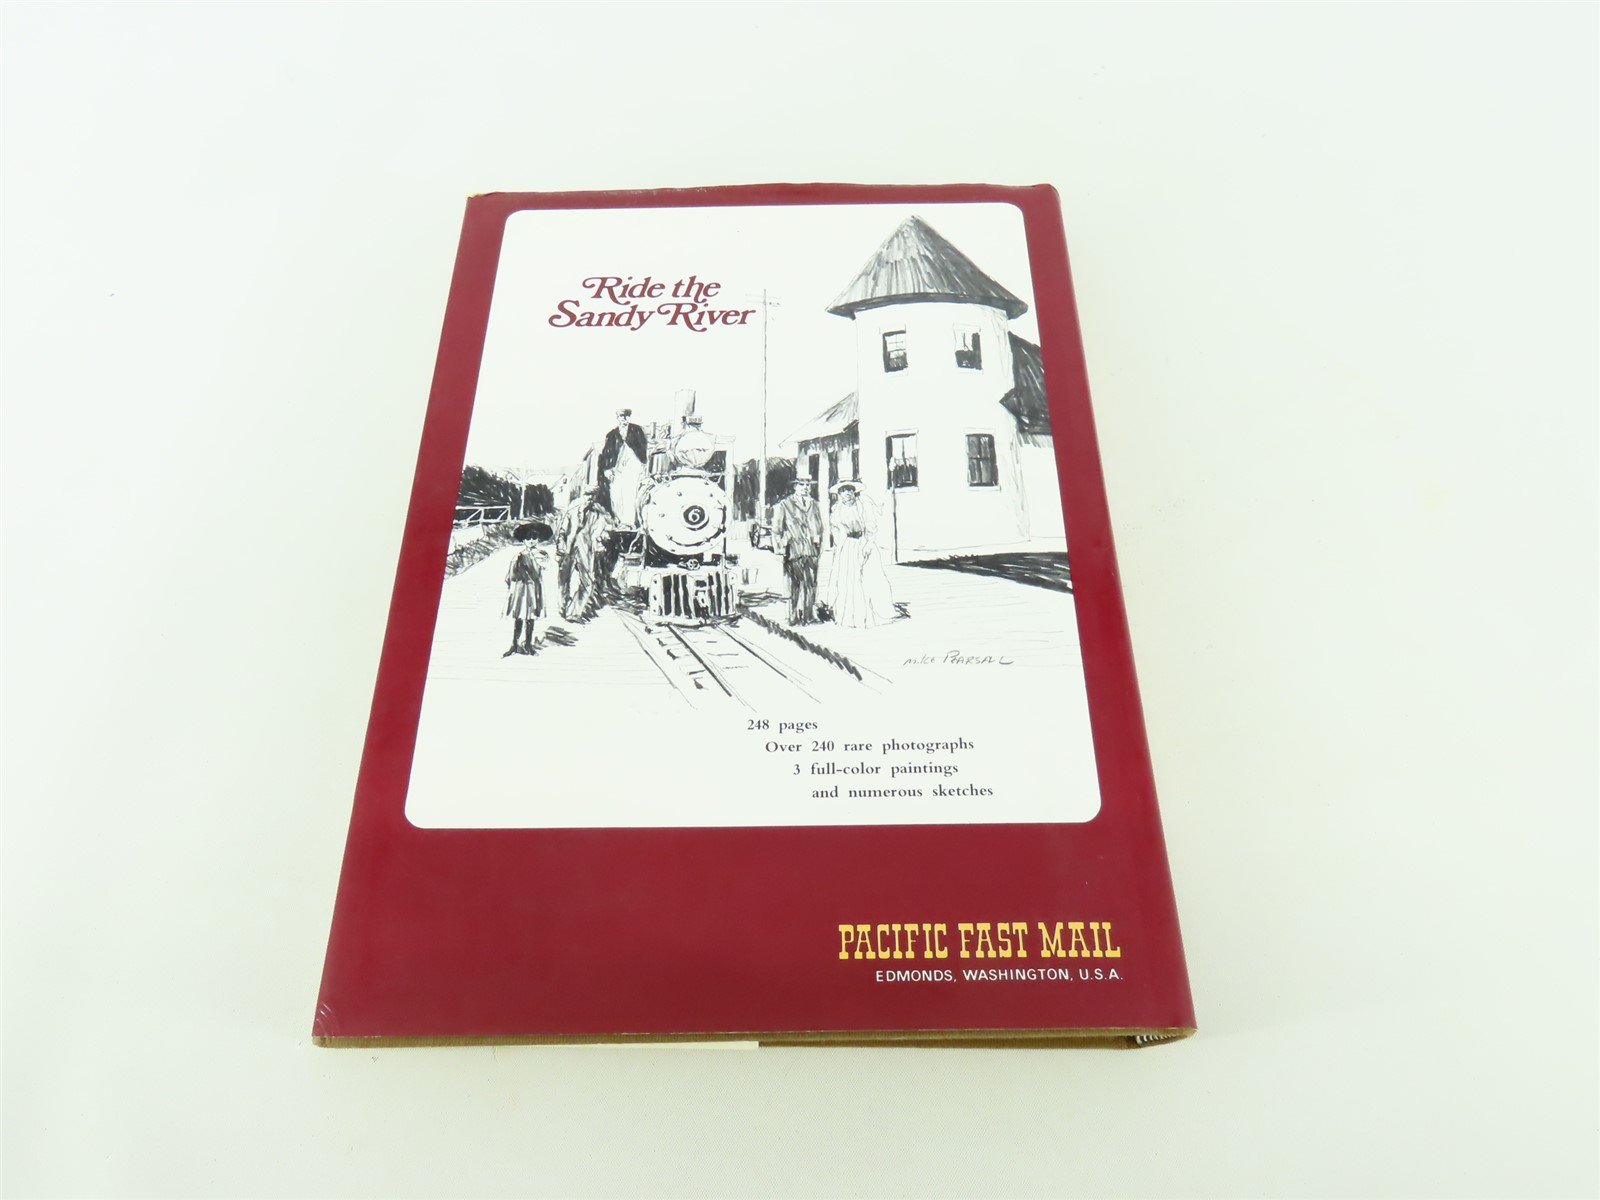 Ride the
Sandy River
6
Mike Pearsall
248 pages
Over 240 rare photographs
3 full-color paintings
and numerous sketches
PACIFIC FAST MAIL
EDMONDS, WASHINGTON, U.S.A.